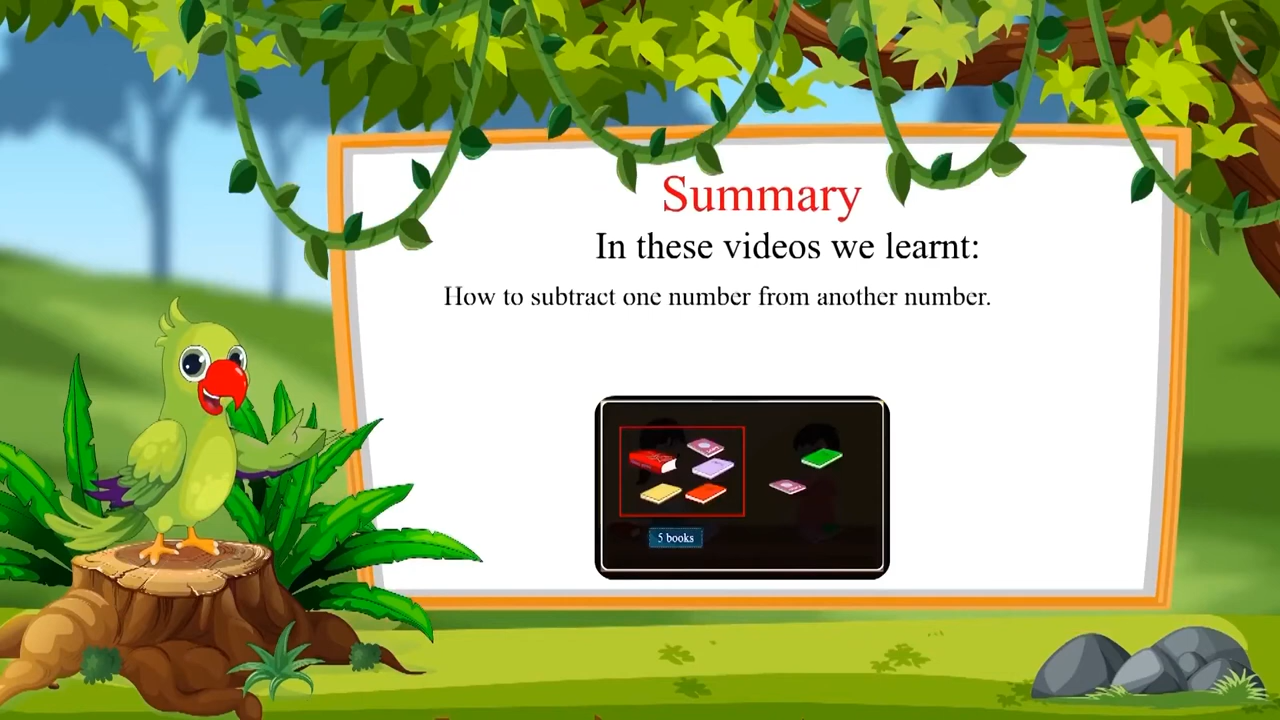 Summary
In these videos we learnt:
How to subtract one number from another number.
5 books